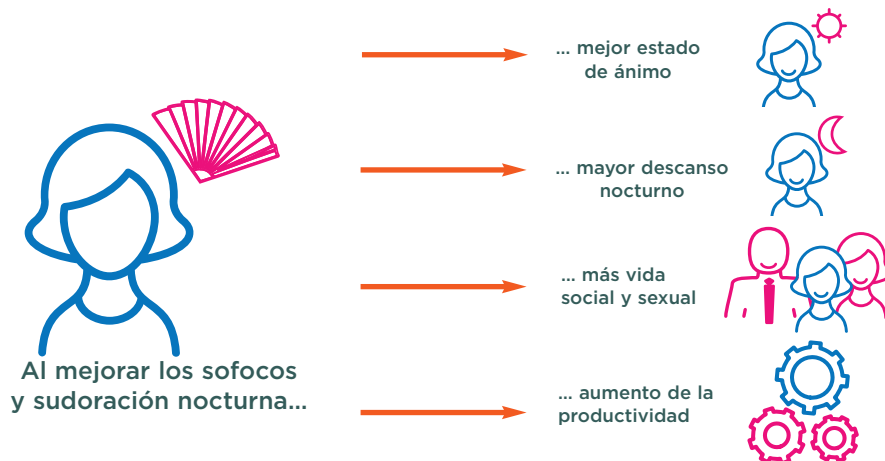 Al mejorar los sofocos
y sudoración nocturna...
... mejor estado
de ánimo
... mayor descanso
nocturno
... más vida
social y sexual
... aumento de la
productividad